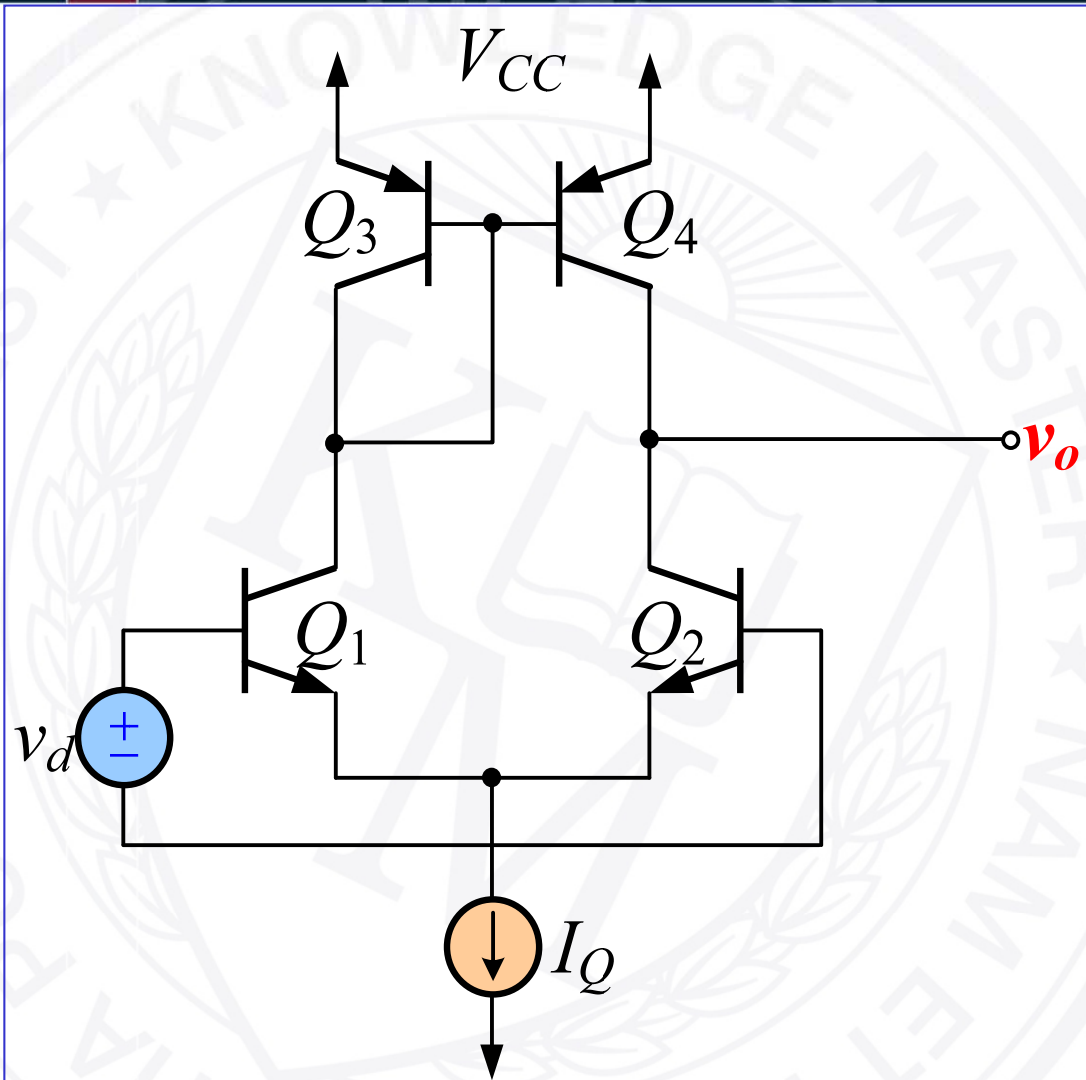 V_CC
Q_3
Q_4
v_o
Q_1
Q_2
+
−
v_d
I_Q
KNOWLEDGE
MASTER